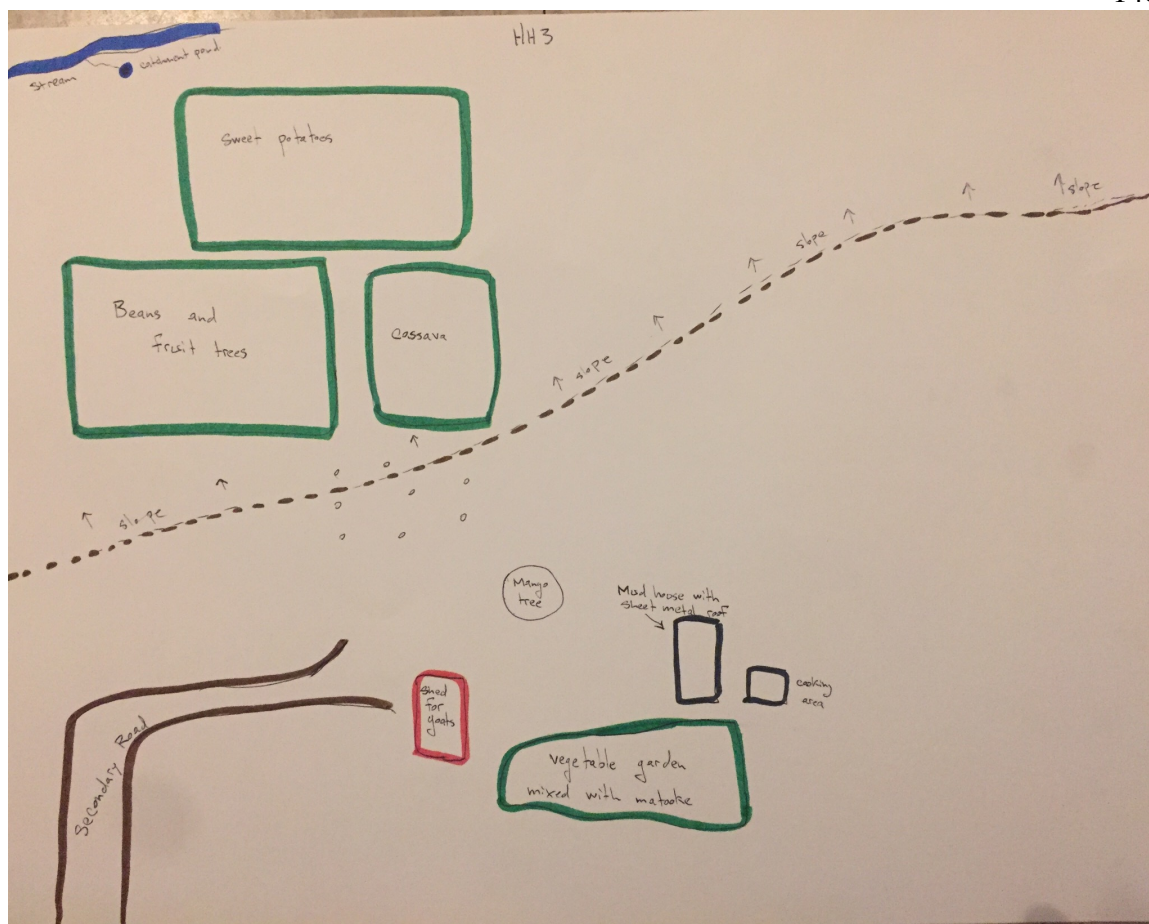 HH3
stream
catchment pond
sweet potatoes
slope
slope
Beans and
fruit trees
cassava
slope
slope
Mango
tree
Mud house with
sheet metal roof
shed
for
goats
cooking
area
Secondary Road
vegetable garden
mixed with matooke